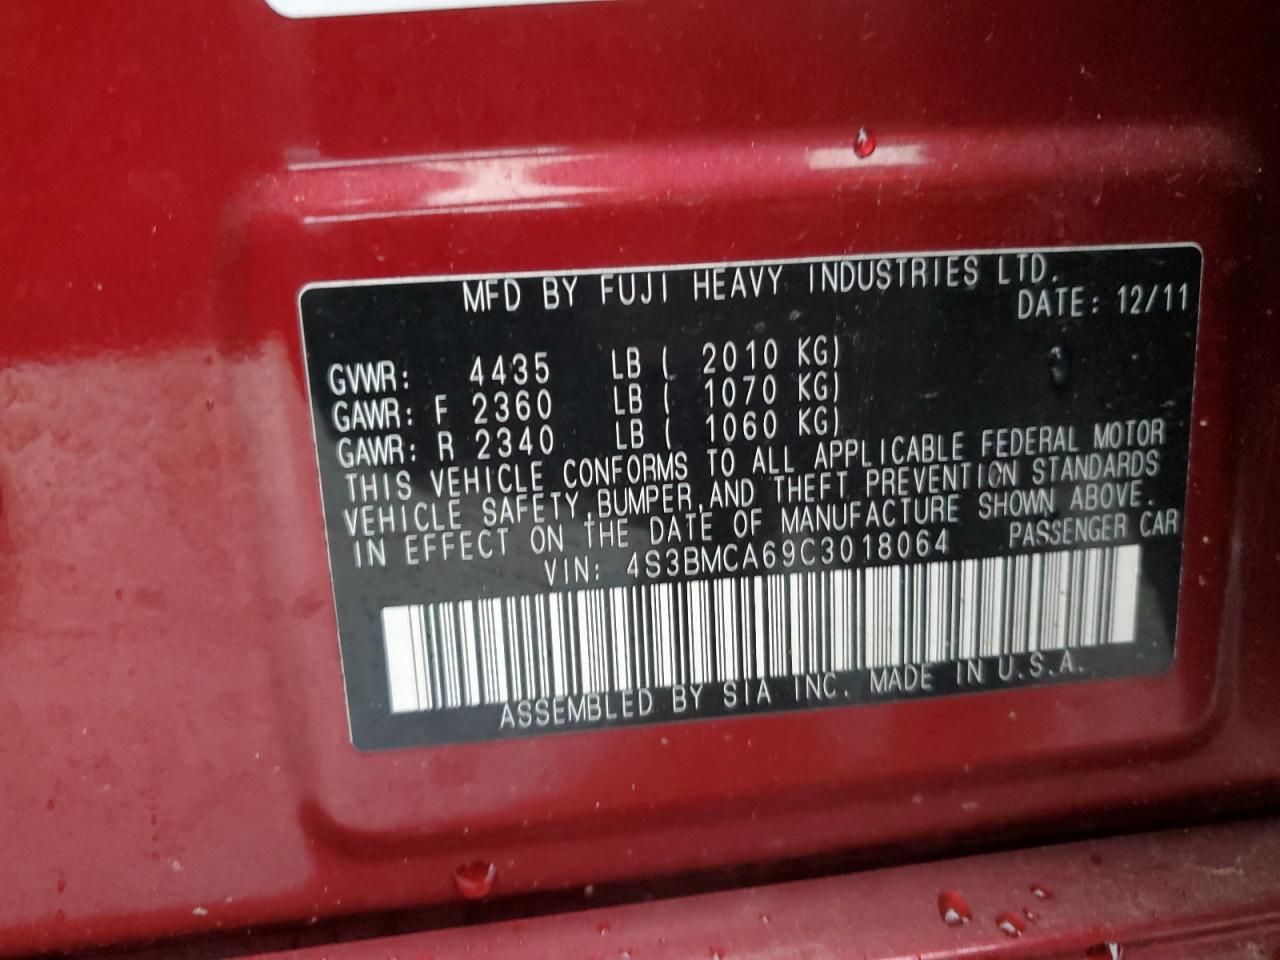 MFD BY FUJI HEAVY INDUSTRIES LTD.
DATE: 12/11
GVWR: 4435 LB ( 2010 KG)
GAWR: F 2360 LB ( 1070 KG)
GAWR: R 2340 LB ( 1060 KG)
THIS VEHICLE CONFORMS TO ALL APPLICABLE FEDERAL MOTOR
VEHICLE SAFETY, BUMPER, AND THEFT PREVENTION STANDARDS
IN EFFECT ON THE DATE OF MANUFACTURE SHOWN ABOVE.
VIN: 4S3BMCA69C3018064 PASSENGER CAR
ASSEMBLED BY SIA INC. MADE IN U.S.A.